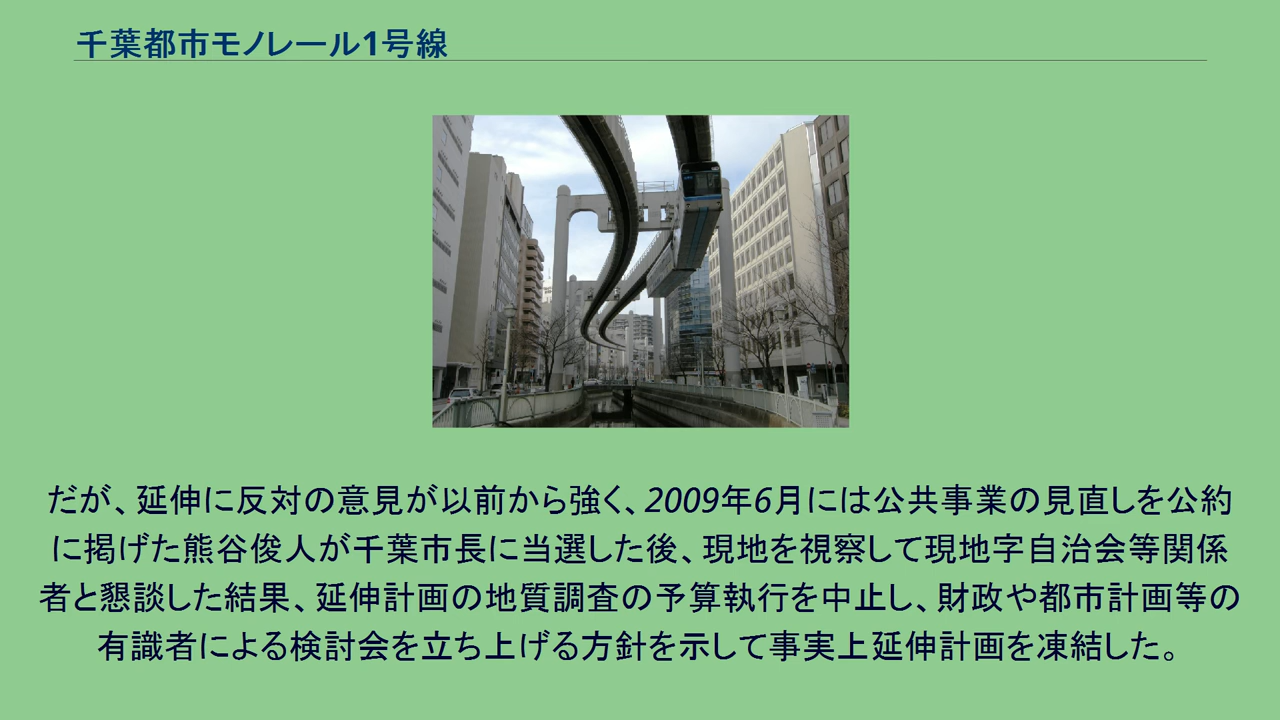 千葉都市モノレール1号線
だが、延伸に反対の意見が以前から強く、2009年6月には公共事業の見直しを公約
に掲げた熊谷俊人が千葉市長に当選した後、現地を視察して現地字自治会等関係
者と懇談した結果、延伸計画の地質調査の予算執行を中止し、財政や都市計画等の
有識者による検討会を立ち上げる方針を示して事実上延伸計画を凍結した。